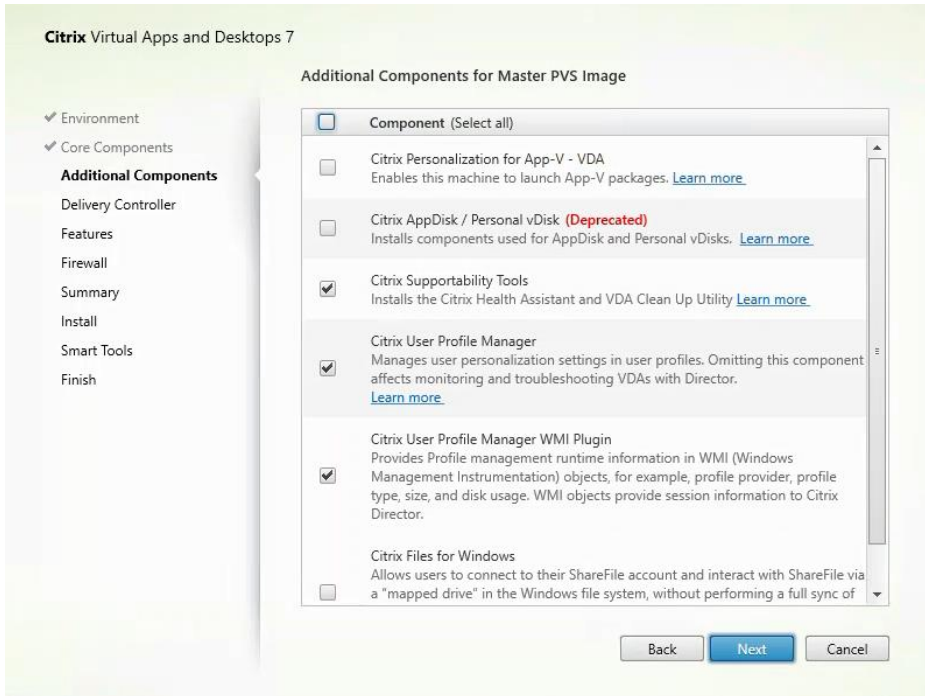 Citrix Virtual Apps and Desktops 7
Additional Components for Master PVS Image
Environment
Core Components
Additional Components
Delivery Controller
Features
Firewall
Summary
Install
Smart Tools
Finish
Component (Select all)
Citrix Personalization for App-V - VDA
Enables this machine to launch App-V packages. Learn more
Citrix AppDisk / Personal vDisk (Deprecated)
Installs components used for AppDisk and Personal vDisks. Learn more
Citrix Supportability Tools
Installs the Citrix Health Assistant and VDA Clean Up Utility Learn more
Citrix User Profile Manager
Manages user personalization settings in user profiles. Omitting this component
affects monitoring and troubleshooting VDAs with Director.
Learn more
Citrix User Profile Manager WMI Plugin
Provides Profile management runtime information in WMI (Windows
Management Instrumentation) objects, for example, profile provider, profile
type, size, and disk usage. WMI objects provide session information to Citrix
Director.
Citrix Files for Windows
Allows users to connect to their ShareFile account and interact with ShareFile via
a "mapped drive" in the Windows file system, without performing a full sync of
Back
Next
Cancel